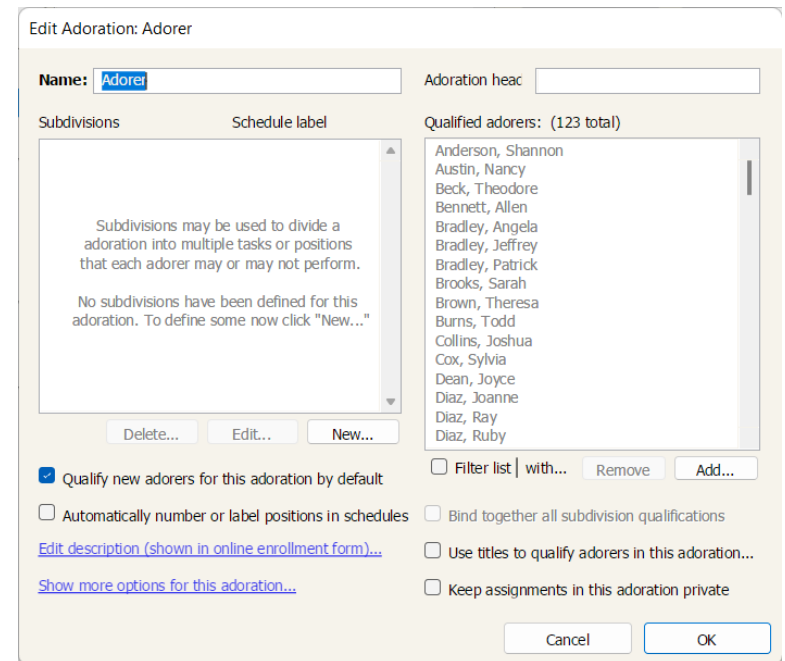 Edit Adoration: Adorer
Name: Adorer
Adoration heac
Subdivisions Schedule label
Qualified adorers: (123 total)
Subdivisions may be used to divide a
adoration into multiple tasks or positions
that each adorer may or may not perform.
No subdivisions have been defined for this
adoration. To define some now click "New..."
Anderson, Shannon
Austin, Nancy
Beck, Theodore
Bennett, Allen
Bradley, Angela
Bradley, Jeffrey
Bradley, Patrick
Brooks, Sarah
Brown, Theresa
Burns, Todd
Collins, Joshua
Cox, Sylvia
Dean, Joyce
Diaz, Joanne
Diaz, Ray
Diaz, Ruby
Delete... Edit... New...
Filter list with... Remove Add...
Qualify new adorers for this adoration by default
Automatically number or label positions in schedules
Edit description (shown in online enrollment form)...
Show more options for this adoration...
Bind together all subdivision qualifications
Use titles to qualify adorers in this adoration...
Keep assignments in this adoration private
Cancel OK